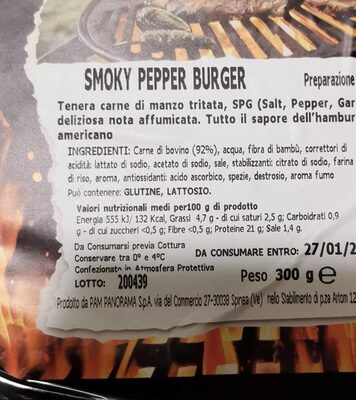 SMOKY PEPPER BURGER Preparazione
Tenera carne di manzo tritata, SPG (Salt, Pepper, Gar
deliziosa nota affumicata. Tutto il sapore dell'hambur
americano
INGREDIENTI: Carne di bovino (92%), acqua, fibra di bambù, correttori di
acidità: lattato di sodio, acetato di sodio, sale, stabilizzanti: citrato di sodio, farina
di riso, aroma, antiossidanti: acido ascorbico, spezie, destrosio, aroma fumo
Può contenere: GLUTINE, LATTOSIO.
Valori nutrizionali medi per100 g di prodotto
Energia 555 kJ/ 132 Kcal, Grassi 4,7 g - di cui saturi 2,5 g; Carboidrati 0,9
g - di cui zuccheri <0,5 g; Fibre <0,5 g; Proteine 21 g; Sale 1,4 g.
Da Consumarsi previa Cottura
Conservare tra 0° e 4°C DA CONSUMARE ENTRO: 27/01/2
Confezionato in Atmosfera Protettiva
LOTTO: 200439 Peso 300 g e
Prodotto da PAM PANORAMA S.p.A. via del Commercio 27-30038 Spinea (Ve) nello Stabilimento di p.za Artom 12